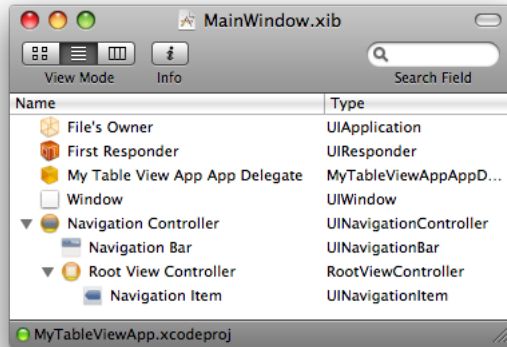 MainWindow.xib
View Mode Info Search Field
Name Type
File's Owner UIApplication
First Responder UIResponder
My Table View App App Delegate MyTableViewAppAppD...
Window UIWindow
Navigation Controller UINavigationController
Navigation Bar UINavigationBar
Root View Controller RootViewController
Navigation Item UINavigationItem
MyTableViewApp.xcodeproj